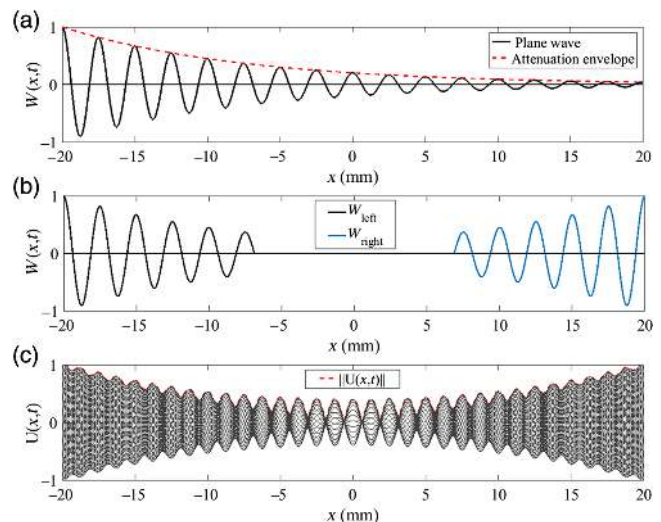 (a)
1
0
−1
W(x,t)
Plane wave
Attenuation envelope
−20 −15 −10 −5 0 5 10 15 20
x (mm)
(b)
1
0
−1
W(x,t)
W_left
W_right
−20 −15 −10 −5 0 5 10 15 20
x (mm)
(c)
1
0
−1
U(x,t)
||U(x,t)||
−20 −15 −10 −5 0 5 10 15 20
x (mm)